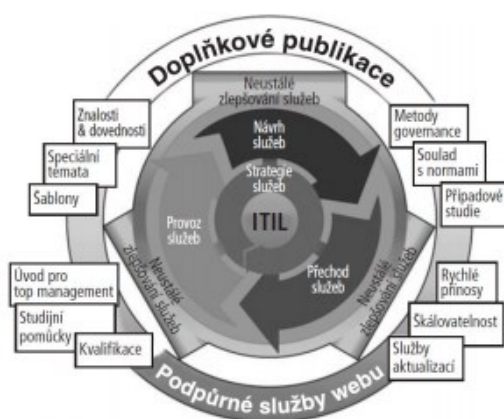 Doplňkové publikace
Neustálé
zlepšování služeb
Znalosti
& dovednosti
Speciální
témata
Šablony
Metody
governance
Soulad
s normami
Případové
studie
Návrh
služeb
Strategie
služeb
ITIL
Provoz
služeb
Přechod
služeb
Neustálé
zlepšování služeb
Neustálé
zlepšování služeb
Úvod pro
top management
Studijní
pomůcky
Kvalifikace
Rychlé
přínosy
Škálovatelnost
Služby
aktualizací
Podpůrné služby webu